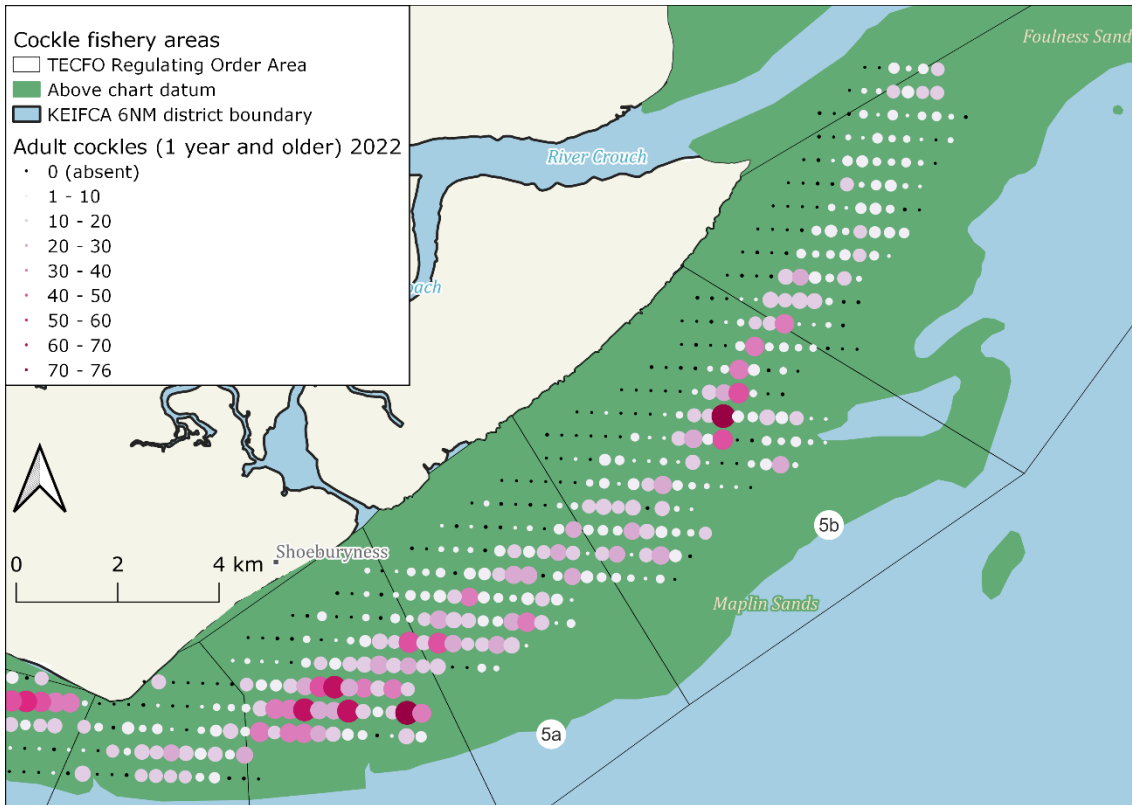 Cockle fishery areas
TECFO Regulating Order Area
Above chart datum
KEIFCA 6NM district boundary
Adult cockles (1 year and older) 2022
0 (absent)
1 - 10
10 - 20
20 - 30
30 - 40
40 - 50
50 - 60
60 - 70
70 - 76
Foulness Sand
River Crouch
oach
0 2 4 km
Shoeburyness
5b
Maplin Sands
5a